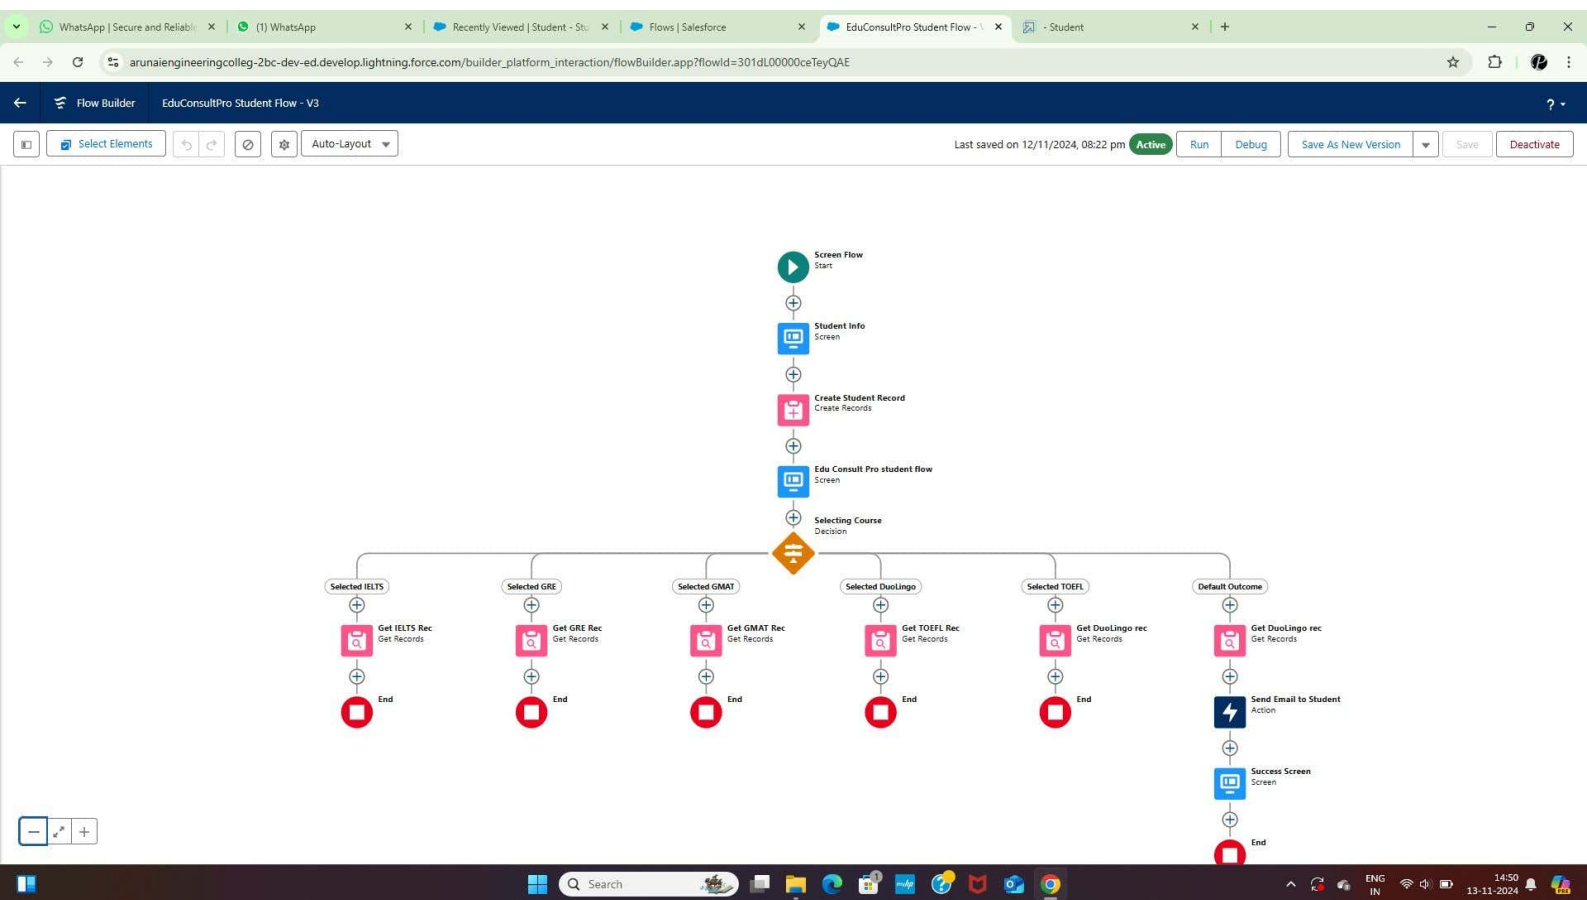 WhatsApp | Secure and Reliable
(1) WhatsApp
Recently Viewed | Student - Stu
Flows | Salesforce
EduConsultPro Student Flow -
- Student
arunaiengineeringcolleg-2bc-dev-ed.develop.lightning.force.com/builder_platform_interaction/flowBuilder.app?flowId=301dL00000ceTeyQAE
Flow Builder
EduConsultPro Student Flow - V3
?
Select Elements
Auto-Layout
Last saved on 12/11/2024, 08:22 pm
Active
Run
Debug
Save As New Version
Save
Deactivate
Screen Flow
Start
Student Info
Screen
Create Student Record
Create Records
Edu Consult Pro student flow
Screen
Selecting Course
Decision
Selected IELTS
Selected GRE
Selected GMAT
Selected DuoLingo
Selected TOEFL
Default Outcome
Get IELTS Rec
Get Records
Get GRE Rec
Get Records
Get GMAT Rec
Get Records
Get TOEFL Rec
Get Records
Get DuoLingo rec
Get Records
Get DuoLingo rec
Get Records
End
End
End
End
End
Send Email to Student
Action
Success Screen
Screen
End
Search
1
ENG
IN
14:50
13-11-2024